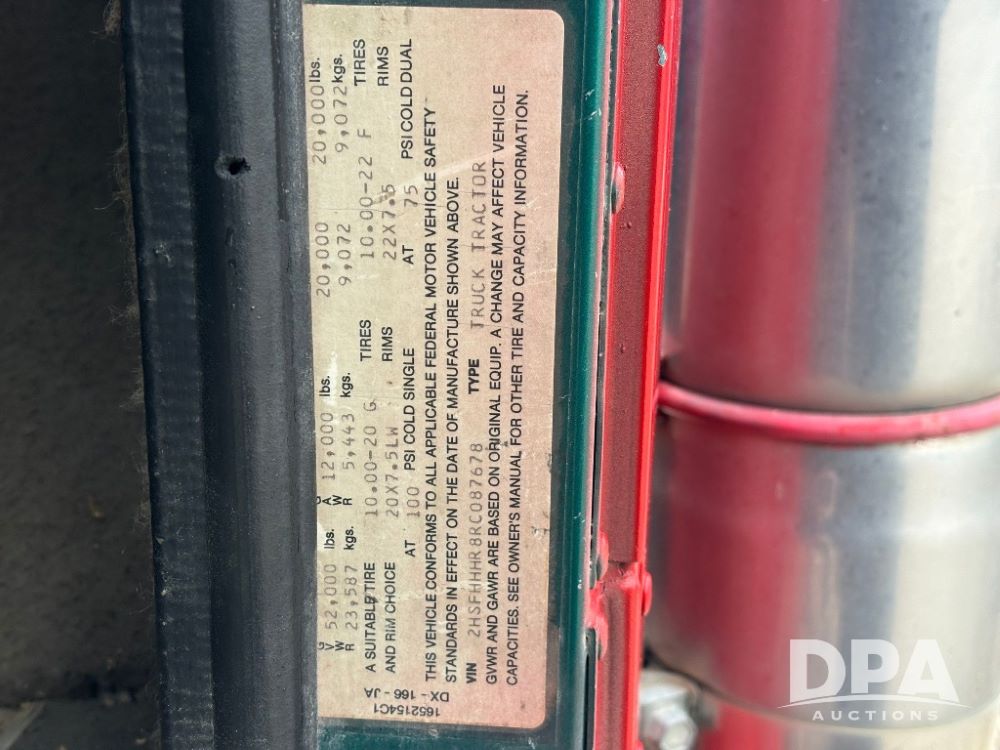 GVWR 52,000 lbs. GAWR 12,000 lbs. 20,000 20,000 lbs.
23,587 kgs. 5,443 kgs. 9,072 9,072 kgs.
A SUITABLE TIRE 10.00-20 G TIRES 10.00-22 F TIRES
AND RIM CHOICE 20X7.5LW RIMS 22X7.5 RIMS
AT 100 PSI COLD SINGLE AT 75 PSI COLD DUAL
THIS VEHICLE CONFORMS TO ALL APPLICABLE FEDERAL MOTOR VEHICLE SAFETY
STANDARDS IN EFFECT ON THE DATE OF MANUFACTURE SHOWN ABOVE.
VIN 2HSFHHHR8RC087678 TYPE TRUCK TRACTOR
GVWR AND GAWR ARE BASED ON ORIGINAL EQUIP. A CHANGE MAY AFFECT VEHICLE
CAPACITIES. SEE OWNER'S MANUAL FOR OTHER TIRE AND CAPACITY INFORMATION.
1652154C1
DX - 166 - JA
DPA
AUCTIONS